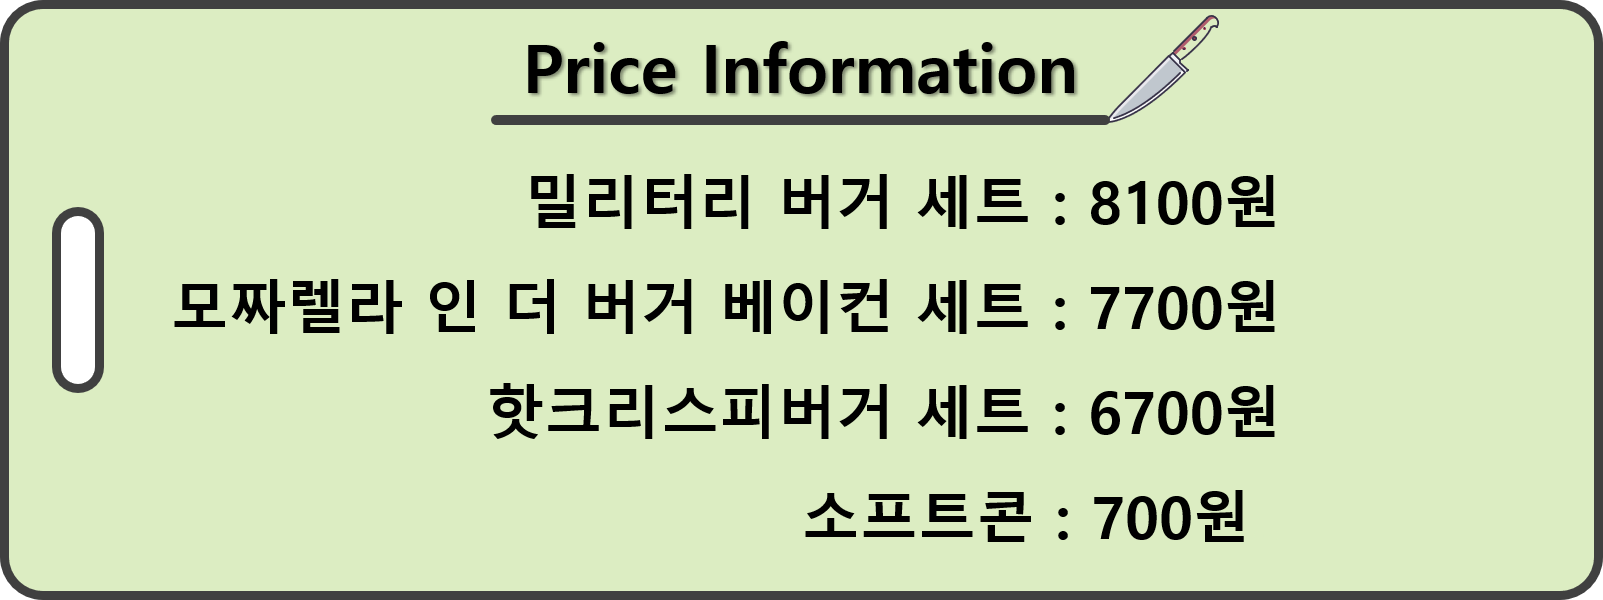 Price Information
밀리터리 버거 세트 : 8100원
모짜렐라 인 더 버거 베이컨 세트 : 7700원
핫크리스피버거 세트 : 6700원
소프트콘 : 700원